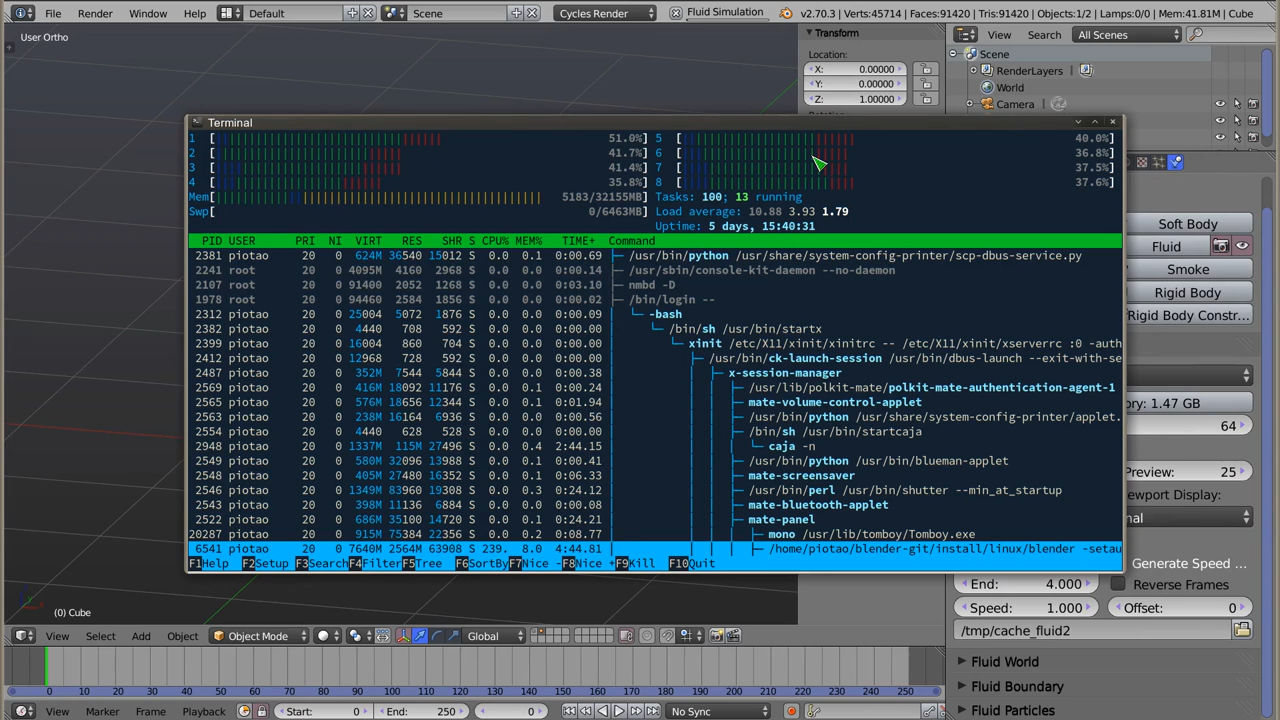 File Render Window Help Default Scene Cycles Render Fluid Simulation v2.70.3 | Verts:45714 | Faces:91420 | Tris:91420 | Objects:1/2 | Lamps:0/0 | Mem:41.81M | Cube
User Ortho
Transform
View Search All Scenes
Location:
X: 0.00000
Y: 0.00000
Z: 1.00000
Scene
RenderLayers
World
Camera
Terminal
1 [ 51.0%] 5 [ 40.0%]
2 [ 41.7%] 6 [ 36.8%]
3 [ 41.4%] 7 [ 37.5%]
4 [ 35.8%] 8 [ 37.6%]
Mem[ 5183/32155MB] Tasks: 100; 13 running
Swp[ 0/6463MB] Load average: 10.88 3.93 1.79
Uptime: 5 days, 15:40:31
PID USER PRI NI VIRT RES SHR S CPU% MEM% TIME+ Command
2381 piotao 20 0 624M 36540 15012 S 0.0 0.1 0:00.69 /usr/bin/python /usr/share/system-config-printer/scp-dbus-service.py
2241 root 20 0 4095M 4160 2968 S 0.0 0.0 0:00.14 /usr/sbin/console-kit-daemon --no-daemon
2107 root 20 0 91400 2052 1268 S 0.0 0.0 0:03.10 nmbd -D
1978 root 20 0 94460 2584 1856 S 0.0 0.0 0:00.02 /bin/login --
2312 piotao 20 0 25004 5072 1876 S 0.0 0.0 0:00.09 -bash
2382 piotao 20 0 4440 708 592 S 0.0 0.0 0:00.00 /bin/sh /usr/bin/startx
2399 piotao 20 0 16004 860 704 S 0.0 0.0 0:00.00 xinit /etc/X11/xinit/xinitrc -- /etc/X11/xinit/xserverrc :0 -auth
2412 piotao 20 0 12968 728 592 S 0.0 0.0 0:00.00 /usr/bin/ck-launch-session /usr/bin/dbus-launch --exit-with-se
2487 piotao 20 0 352M 7544 5844 S 0.0 0.0 0:00.38 x-session-manager
2569 piotao 20 0 416M 18092 11176 S 0.0 0.1 0:00.24 /usr/lib/polkit-mate/polkit-mate-authentication-agent-1
2565 piotao 20 0 576M 18656 12344 S 0.0 0.1 0:01.94 mate-volume-control-applet
2563 piotao 20 0 238M 16164 6936 S 0.0 0.0 0:00.56 /usr/bin/python /usr/share/system-config-printer/applet.
2554 piotao 20 0 4440 628 528 S 0.0 0.0 0:00.00 /bin/sh /usr/bin/startcaja
2948 piotao 20 0 1337M 115M 27496 S 0.0 0.4 2:44.15 caja -n
2549 piotao 20 0 580M 32096 13988 S 0.0 0.1 0:00.41 /usr/bin/python /usr/bin/blueman-applet
2548 piotao 20 0 405M 27480 16352 S 0.0 0.1 0:06.33 mate-screensaver
2546 piotao 20 0 1349M 83960 19308 S 0.0 0.3 0:24.12 /usr/bin/perl /usr/bin/shutter --min_at_startup
2543 piotao 20 0 398M 11136 6884 S 0.0 0.0 0:00.08 mate-bluetooth-applet
2522 piotao 20 0 686M 35100 14720 S 0.0 0.1 0:24.21 mate-panel
20287 piotao 20 0 915M 75384 22356 S 0.0 0.2 0:08.77 mono /usr/lib/tomboy/Tomboy.exe
6541 piotao 20 0 7640M 2564M 63908 S 239. 8.0 4:44.81 /home/piotao/blender-git/install/linux/blender -setau
F1Help F2Setup F3Search F4Filter F5Tree F6SortBy F7Nice - F8Nice + F9Kill F10Quit
Soft Body
Fluid
Smoke
Rigid Body
Rigid Body Constr...
ory: 1.47 GB
64
Preview: 25
Viewport Display:
nal
Generate Speed ...
End: 4.000 Reverse Frames
Speed: 1.000 Offset: 0
/tmp/cache_fluid2
Fluid World
Fluid Boundary
Fluid Particles
(0) Cube
View Select Add Object Object Mode Global
0 10 20 30 40 50 60 70 80 90 100 110 120 130 140 150 160 170 180 190 200 210 220 230 240 250
View Marker Frame Playback Start: 0 End: 250 0 No Sync